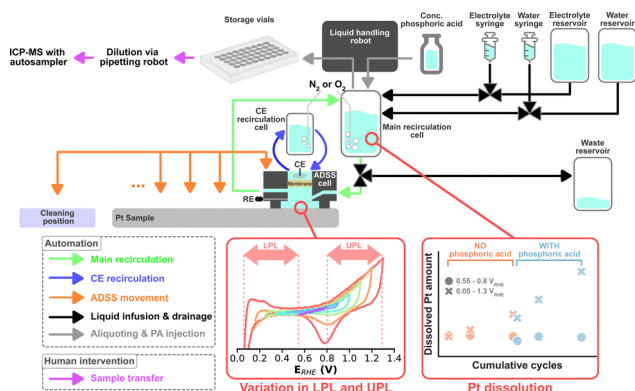 Storage vials
Liquid handling
robot
Conc.
phosphoric acid
Electrolyte
syringe
Water
syringe
Electrolyte
reservoir
Water
reservoir
ICP-MS with
autosampler
Dilution via
pipetting robot
N2 or O2
CE
recirculation
cell
Main recirculation
cell
Waste
reservoir
CE
Membrane
ADSS
cell
RE
...
Cleaning
position
Pt Sample
Automation
Main recirculation
CE recirculation
ADSS movement
Liquid infusion & drainage
Aliquoting & PA injection
Human intervention
Sample transfer
LPL
UPL
0.0 0.2 0.4 0.6 0.8 1.0 1.2 1.4
ERHE (V)
Variation in LPL and UPL
NO
phosphoric acid
WITH
phosphoric acid
0.55 - 0.8 VRHE
0.05 - 1.3 VRHE
Dissolved Pt amount
Cumulative cycles
Pt dissolution